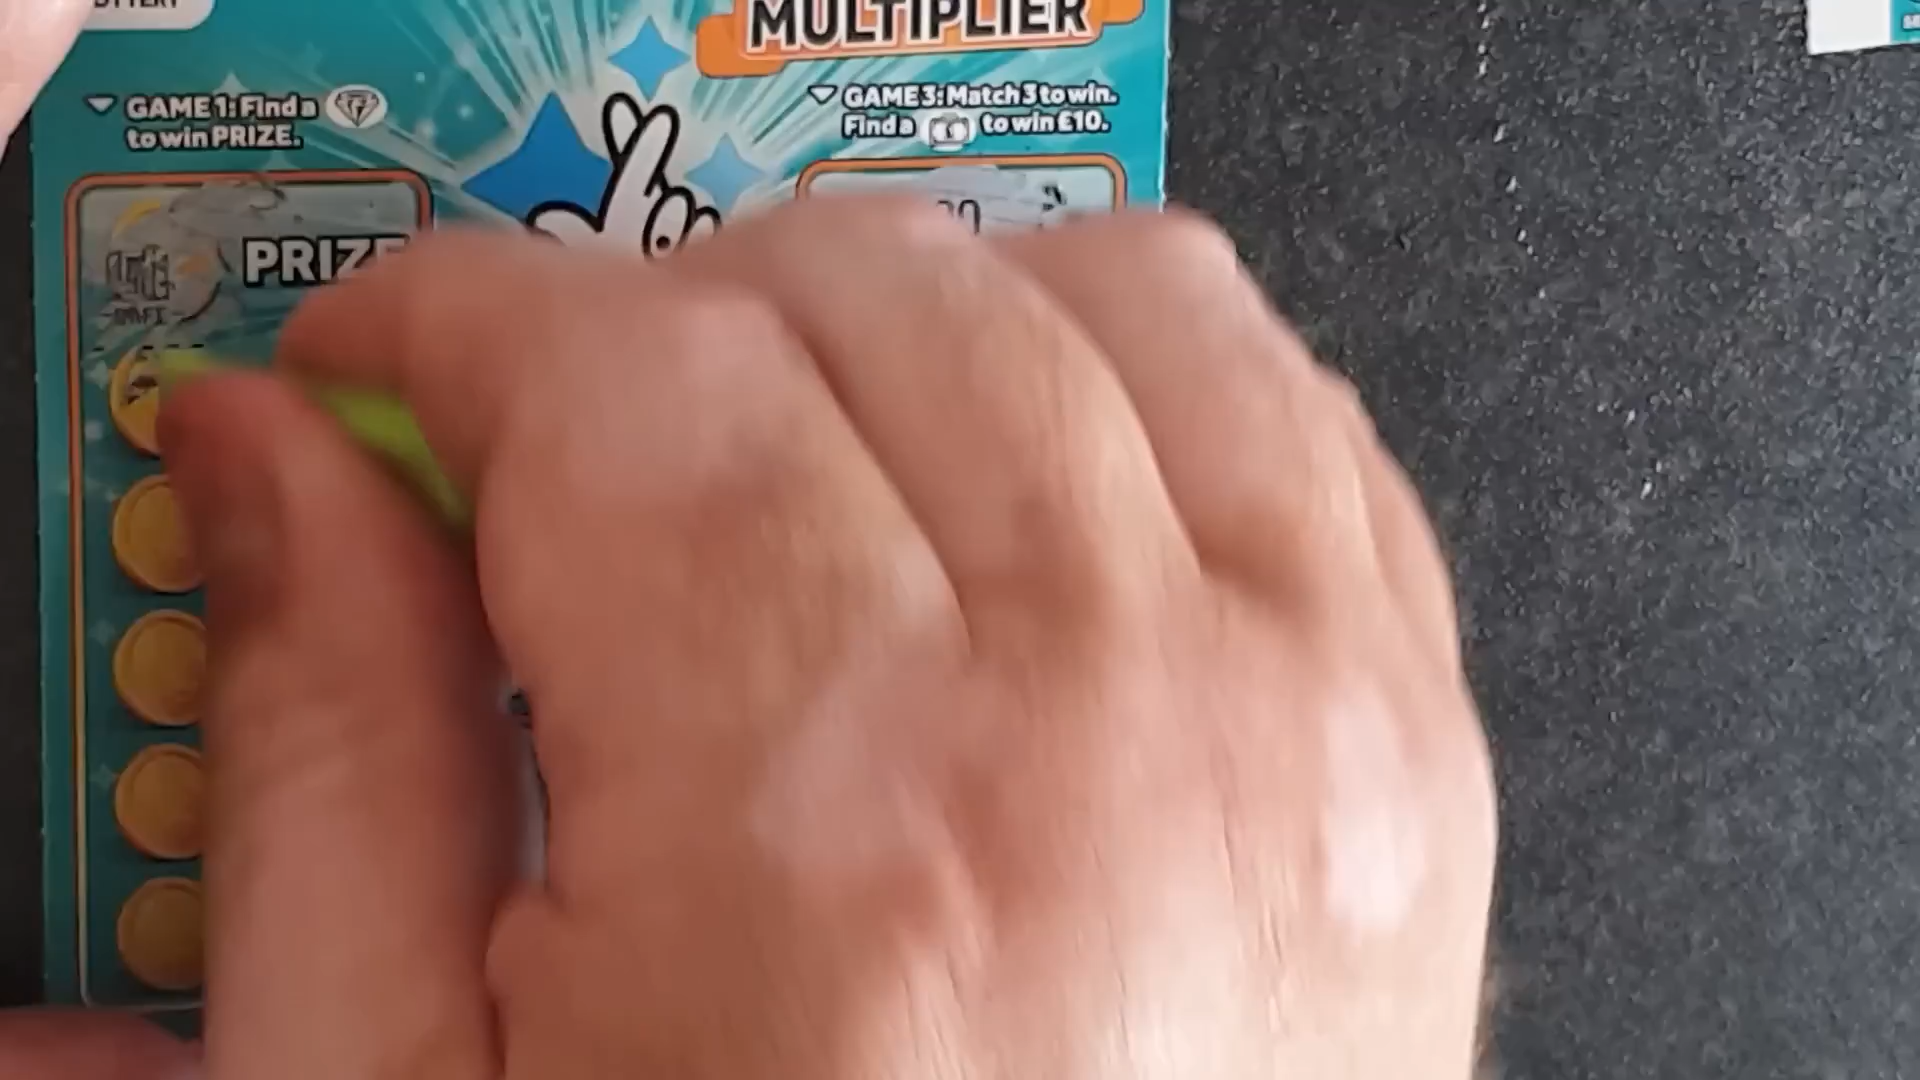 MULTIPLIER
GAME 1: Find a
to win PRIZE.
GAME 3: Match 3 to win.
Find a to win £10.
PRIZE